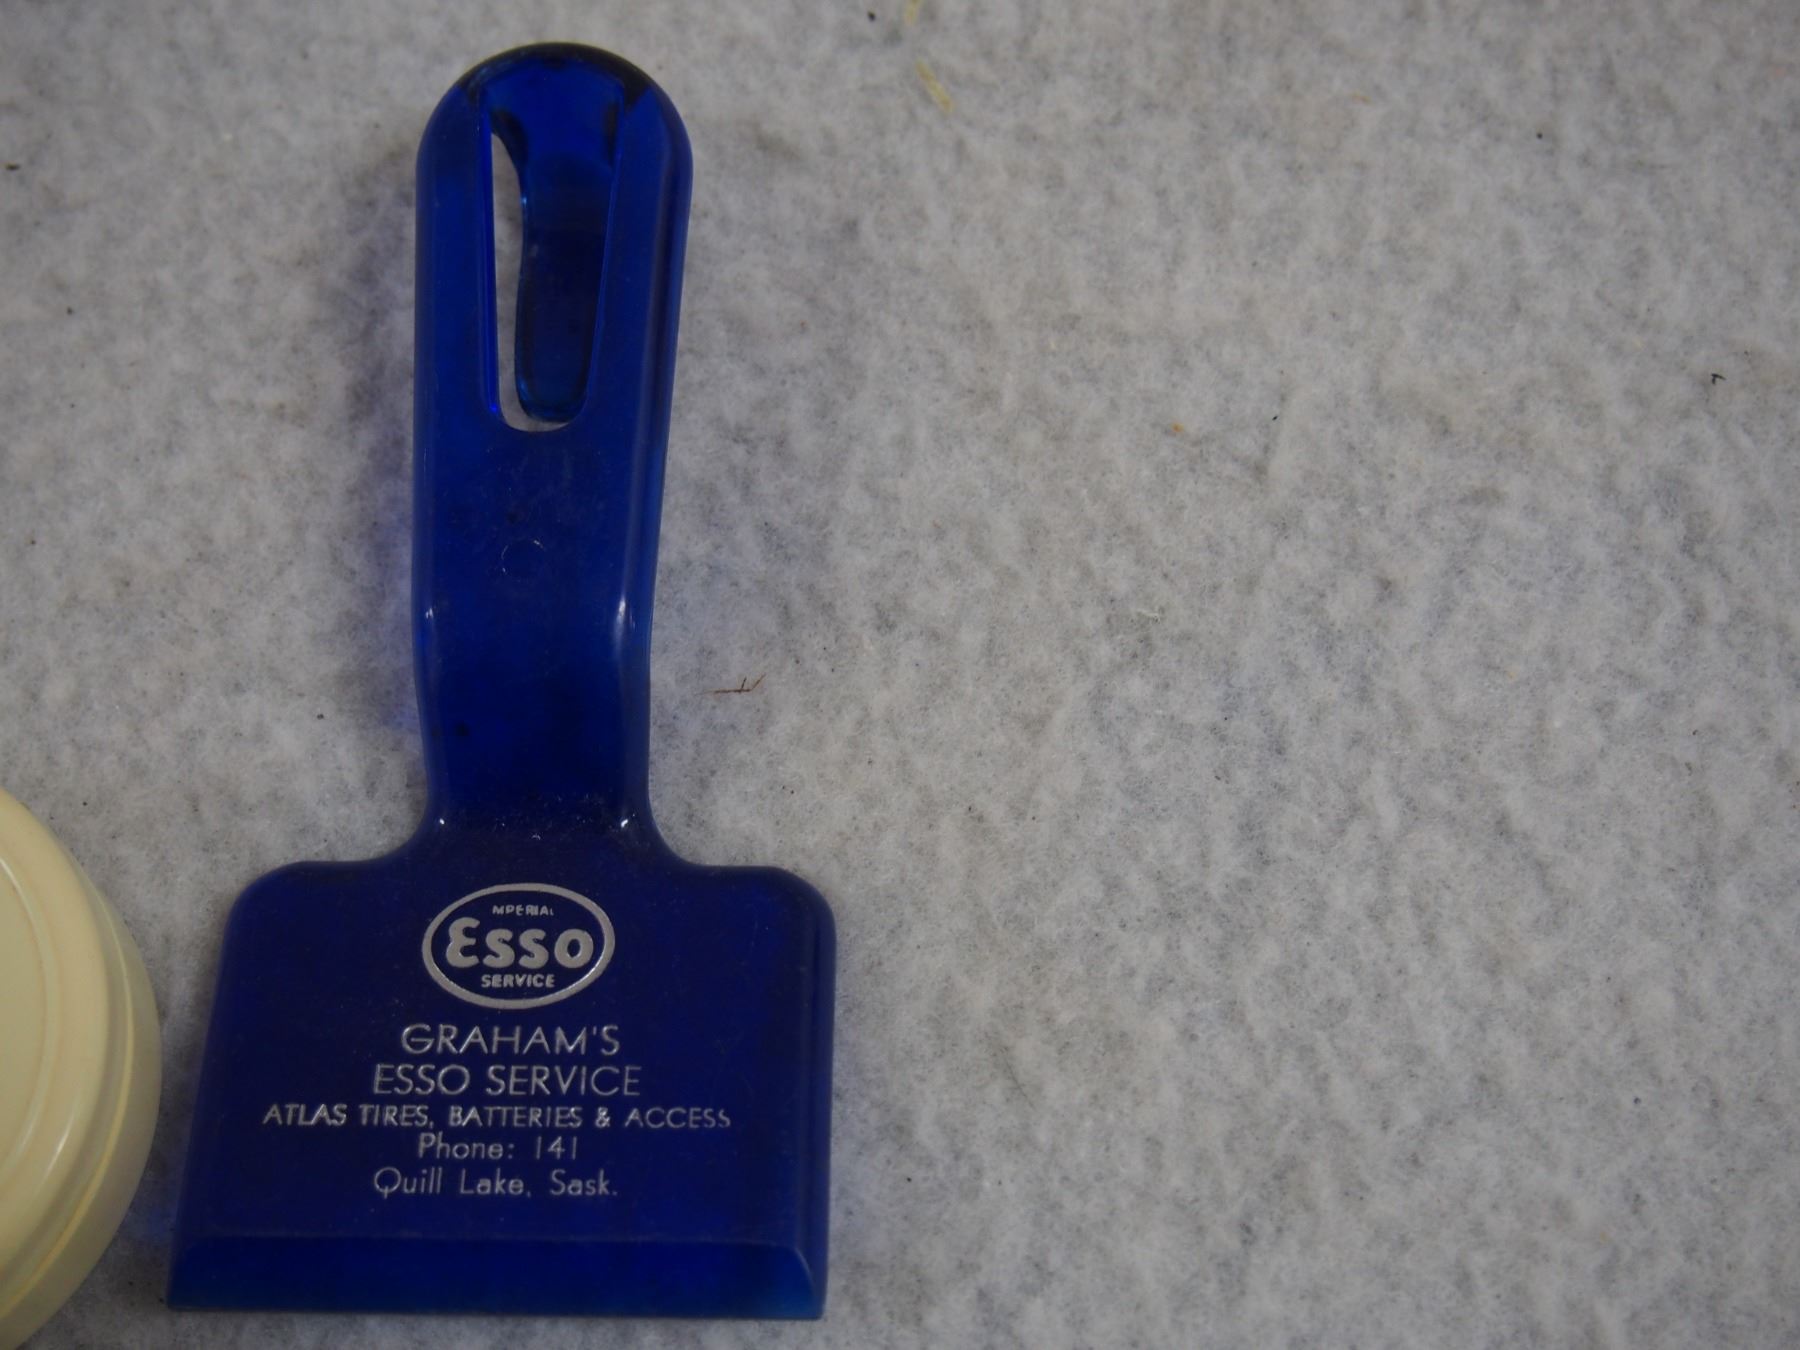 IMPERIAL
Esso
SERVICE
GRAHAM'S
ESSO SERVICE
ATLAS TIRES, BATTERIES & ACCESS
Phone: 141
Quill Lake, Sask.